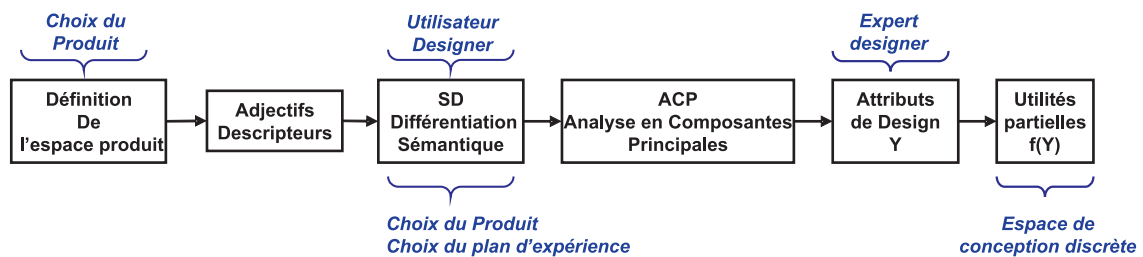 Choix du
Produit
Utilisateur
Designer
Expert
designer
Définition
De
l'espace produit
Adjectifs
Descripteurs
SD
Différentiation
Sémantique
ACP
Analyse en Composantes
Principales
Attributs
de Design
Y
Utilités
partielles
f(Y)
Choix du Produit
Choix du plan d'expérience
Espace de
conception discrète